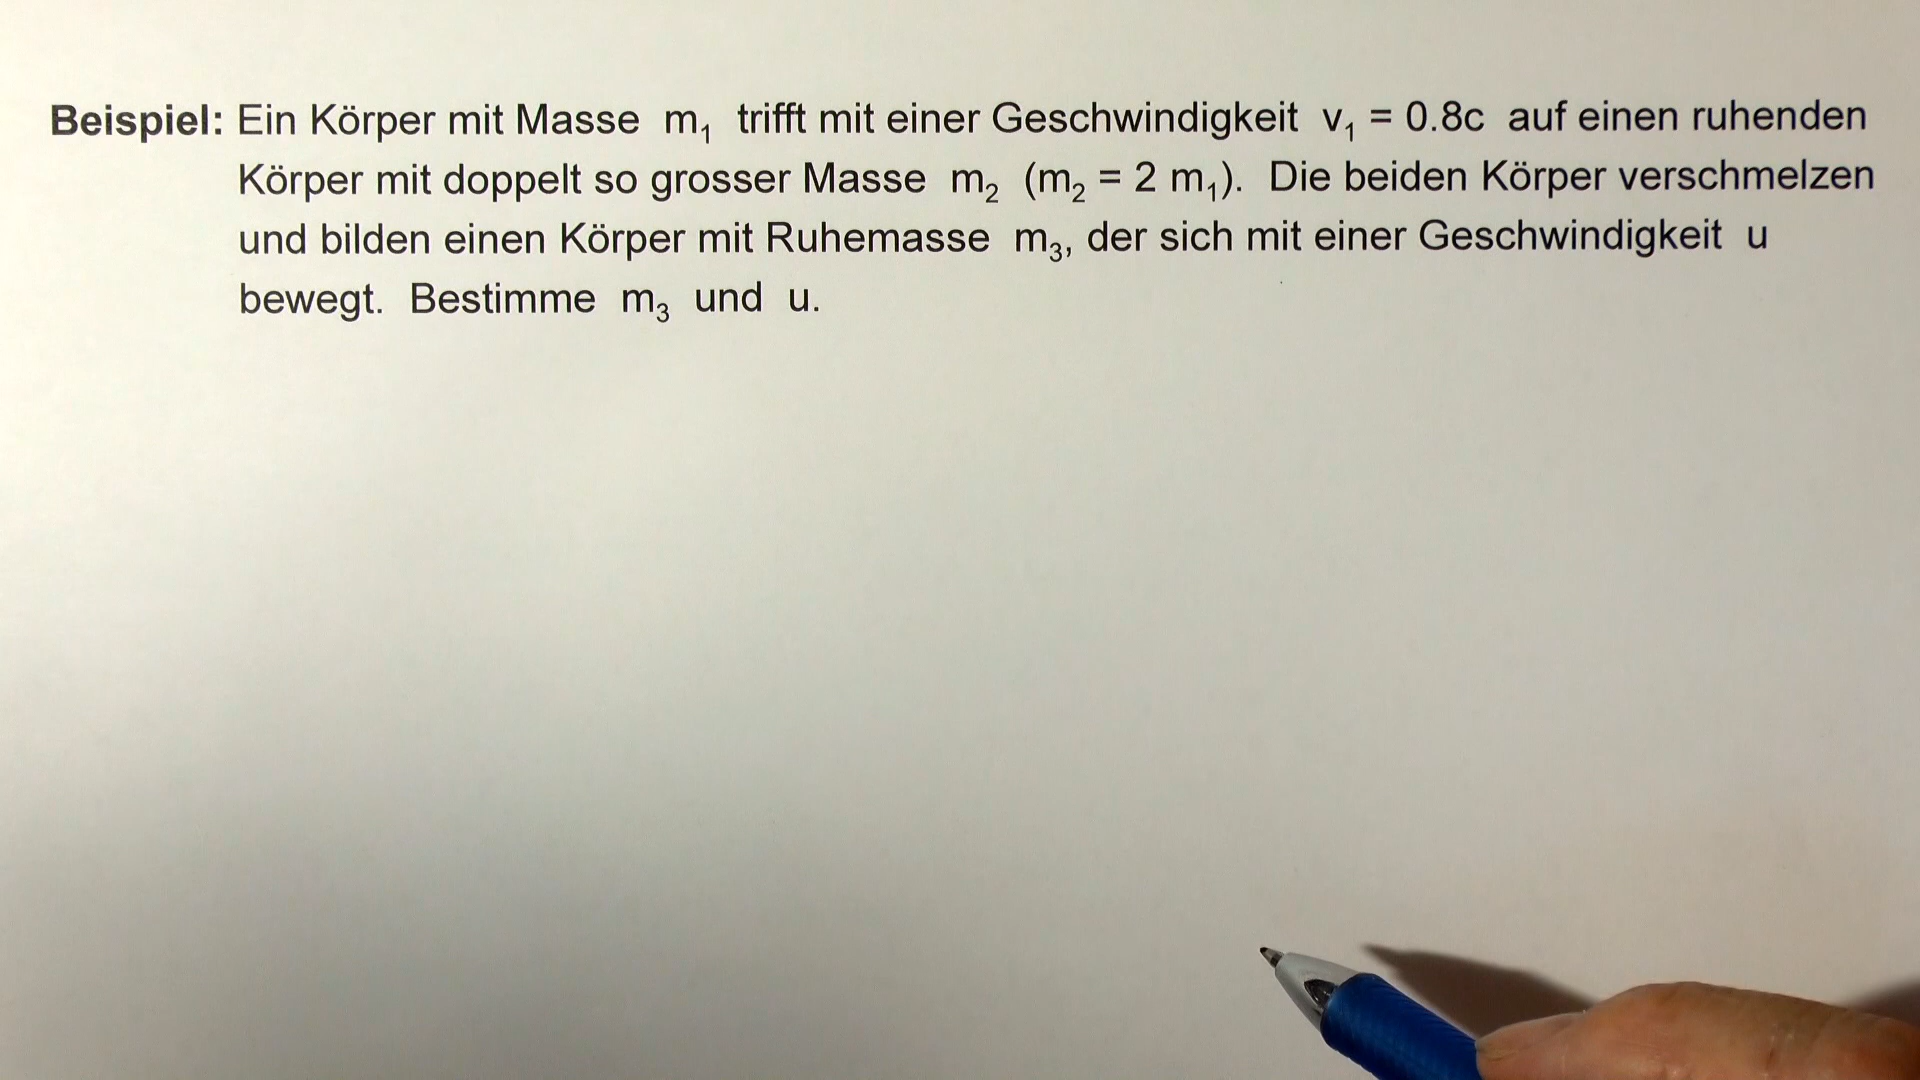 Beispiel: Ein Körper mit Masse m₁ trifft mit einer Geschwindigkeit v₁ = 0.8c auf einen ruhenden
Körper mit doppelt so grosser Masse m₂ (m₂ = 2 m₁). Die beiden Körper verschmelzen
und bilden einen Körper mit Ruhemasse m₃, der sich mit einer Geschwindigkeit u
bewegt. Bestimme m₃ und u.